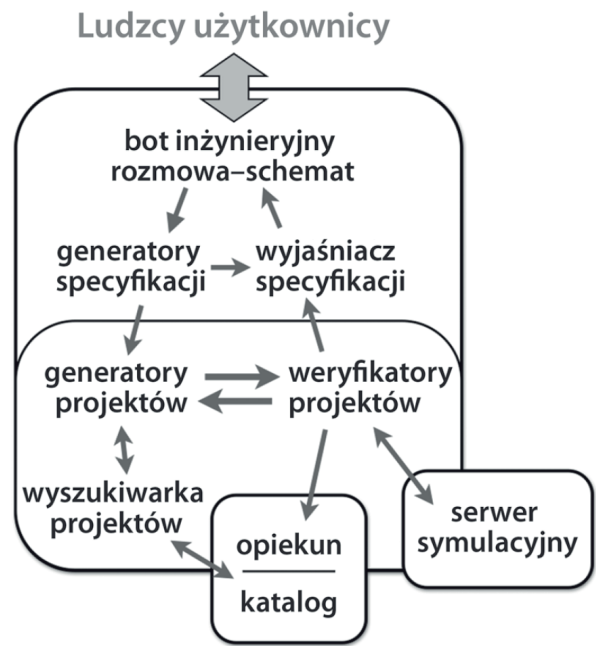 Ludzcy użytkownicy
bot inżynieryjny
rozmowa–schemat
generatory
specyfikacji
wyjaśniacz
specyfikacji
generatory
projektów
weryfikatory
projektów
wyszukiwarka
projektów
opiekun
katalog
serwer
symulacyjny